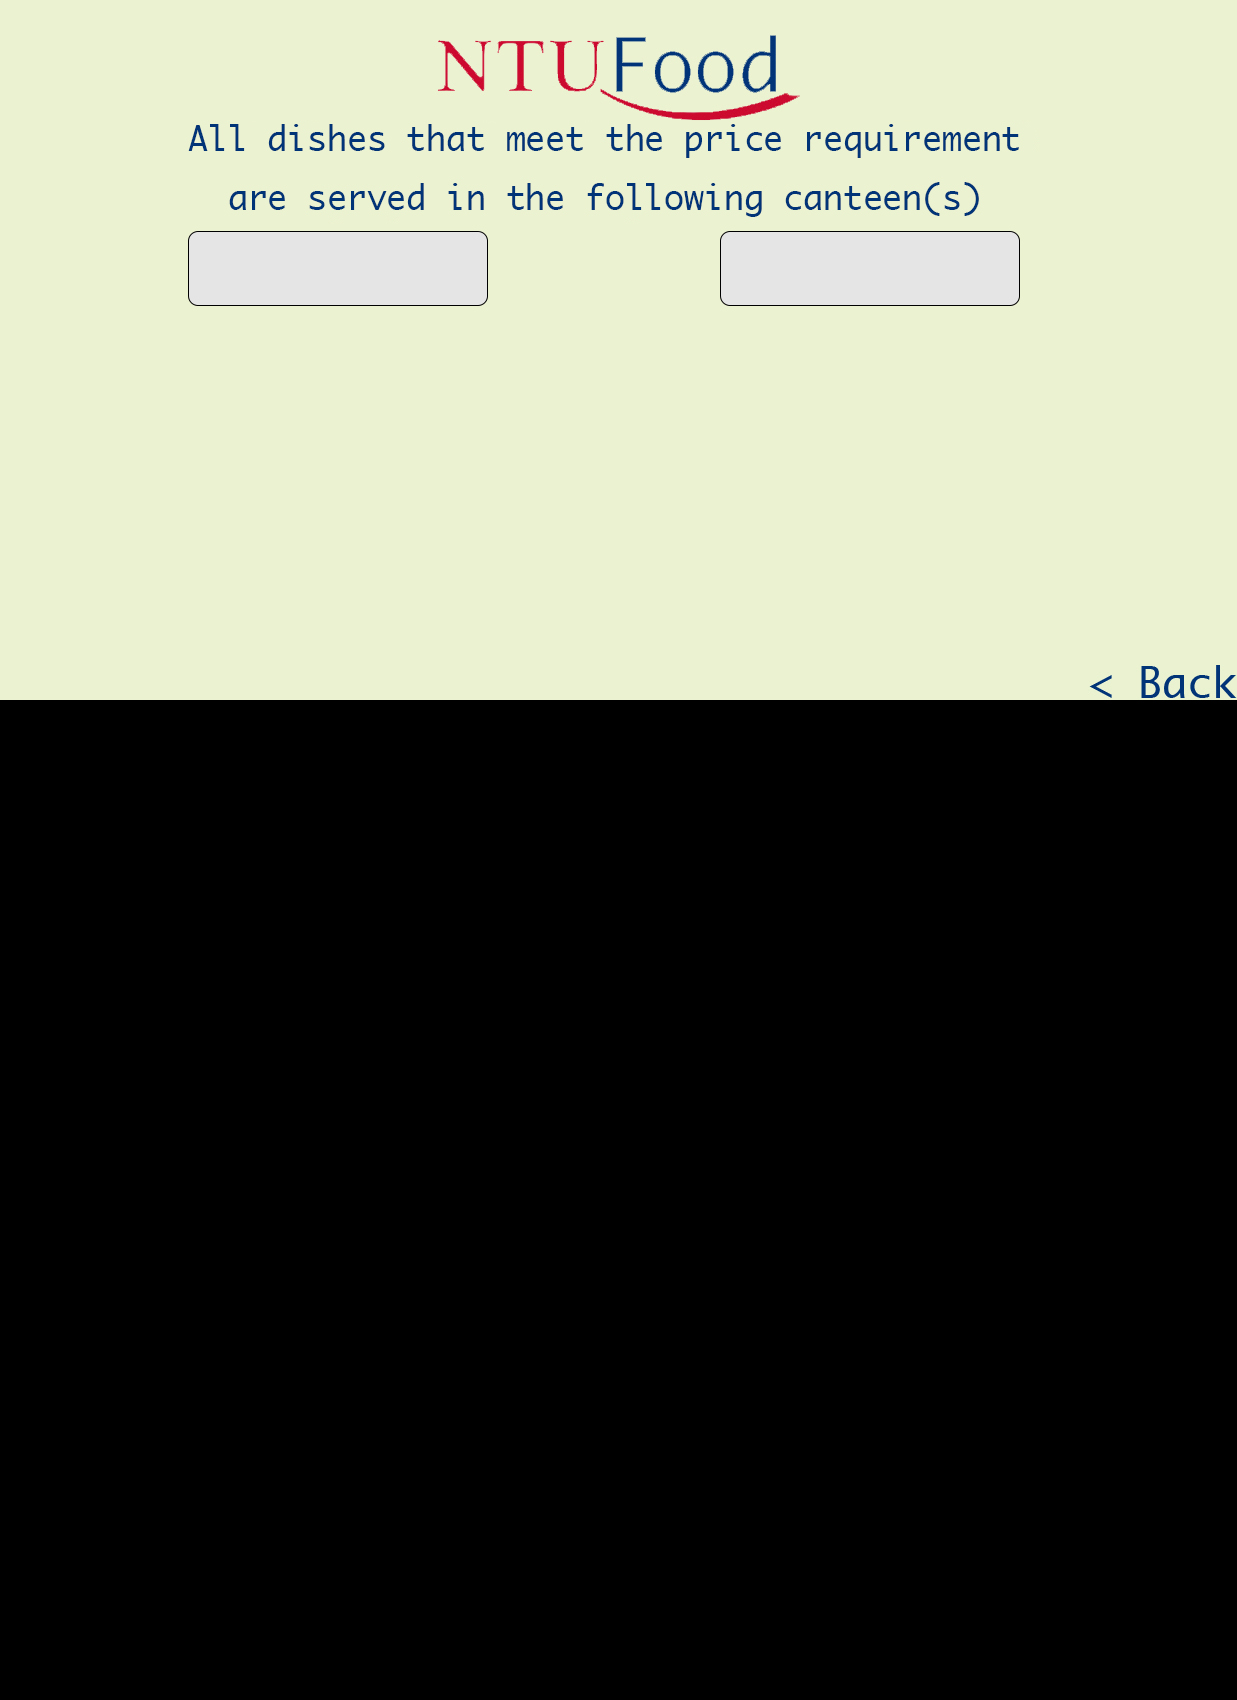 NTUFood
All dishes that meet the price requirement
are served in the following canteen(s)
< Back